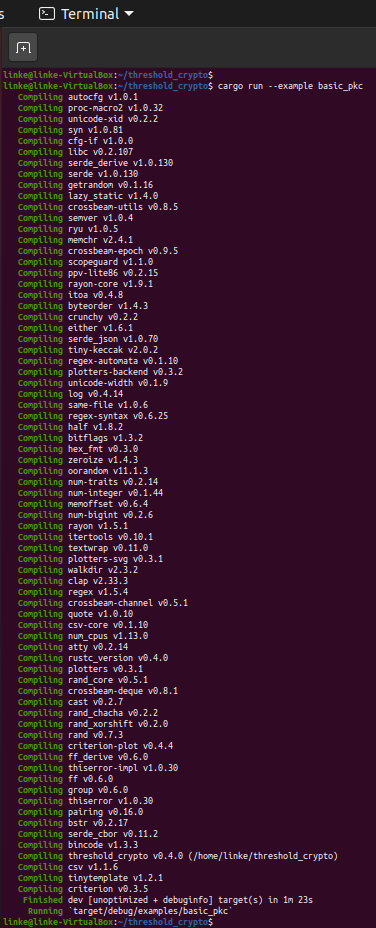 s Terminal
linke@linke-VirtualBox:~/threshold_crypto$
linke@linke-VirtualBox:~/threshold_crypto$ cargo run --example basic_pkc
Compiling autocfg v1.0.1
Compiling proc-macro2 v1.0.32
Compiling unicode-xid v0.2.2
Compiling syn v1.0.81
Compiling cfg-if v1.0.0
Compiling libc v0.2.107
Compiling serde_derive v1.0.130
Compiling serde v1.0.130
Compiling getrandom v0.1.16
Compiling lazy_static v1.4.0
Compiling crossbeam-utils v0.8.5
Compiling semver v1.0.4
Compiling ryu v1.0.5
Compiling memchr v2.4.1
Compiling crossbeam-epoch v0.9.5
Compiling scopeguard v1.1.0
Compiling ppv-lite86 v0.2.15
Compiling rayon-core v1.9.1
Compiling itoa v0.4.8
Compiling byteorder v1.4.3
Compiling crunchy v0.2.2
Compiling either v1.6.1
Compiling serde_json v1.0.70
Compiling tiny-keccak v2.0.2
Compiling regex-automata v0.1.10
Compiling plotters-backend v0.3.2
Compiling unicode-width v0.1.9
Compiling log v0.4.14
Compiling same-file v1.0.6
Compiling regex-syntax v0.6.25
Compiling half v1.8.2
Compiling bitflags v1.3.2
Compiling hex_fmt v0.3.0
Compiling zeroize v1.4.3
Compiling oorandom v11.1.3
Compiling num-traits v0.2.14
Compiling num-integer v0.1.44
Compiling memoffset v0.6.4
Compiling num-bigint v0.2.6
Compiling rayon v1.5.1
Compiling itertools v0.10.1
Compiling textwrap v0.11.0
Compiling plotters-svg v0.3.1
Compiling walkdir v2.3.2
Compiling clap v2.33.3
Compiling regex v1.5.4
Compiling crossbeam-channel v0.5.1
Compiling quote v1.0.10
Compiling csv-core v0.1.10
Compiling num_cpus v1.13.0
Compiling atty v0.2.14
Compiling rustc_version v0.4.0
Compiling plotters v0.3.1
Compiling rand_core v0.5.1
Compiling crossbeam-deque v0.8.1
Compiling cast v0.2.7
Compiling rand_chacha v0.2.2
Compiling rand_xorshift v0.2.0
Compiling rand v0.7.3
Compiling criterion-plot v0.4.4
Compiling ff_derive v0.6.0
Compiling thiserror-impl v1.0.30
Compiling ff v0.6.0
Compiling group v0.6.0
Compiling thiserror v1.0.30
Compiling pairing v0.16.0
Compiling bstr v0.2.17
Compiling serde_cbor v0.11.2
Compiling bincode v1.3.3
Compiling threshold_crypto v0.4.0 (/home/linke/threshold_crypto)
Compiling csv v1.1.6
Compiling tinytemplate v1.2.1
Compiling criterion v0.3.5
Finished dev [unoptimized + debuginfo] target(s) in 1m 23s
Running `target/debug/examples/basic_pkc`
linke@linke-VirtualBox:~/threshold_crypto$